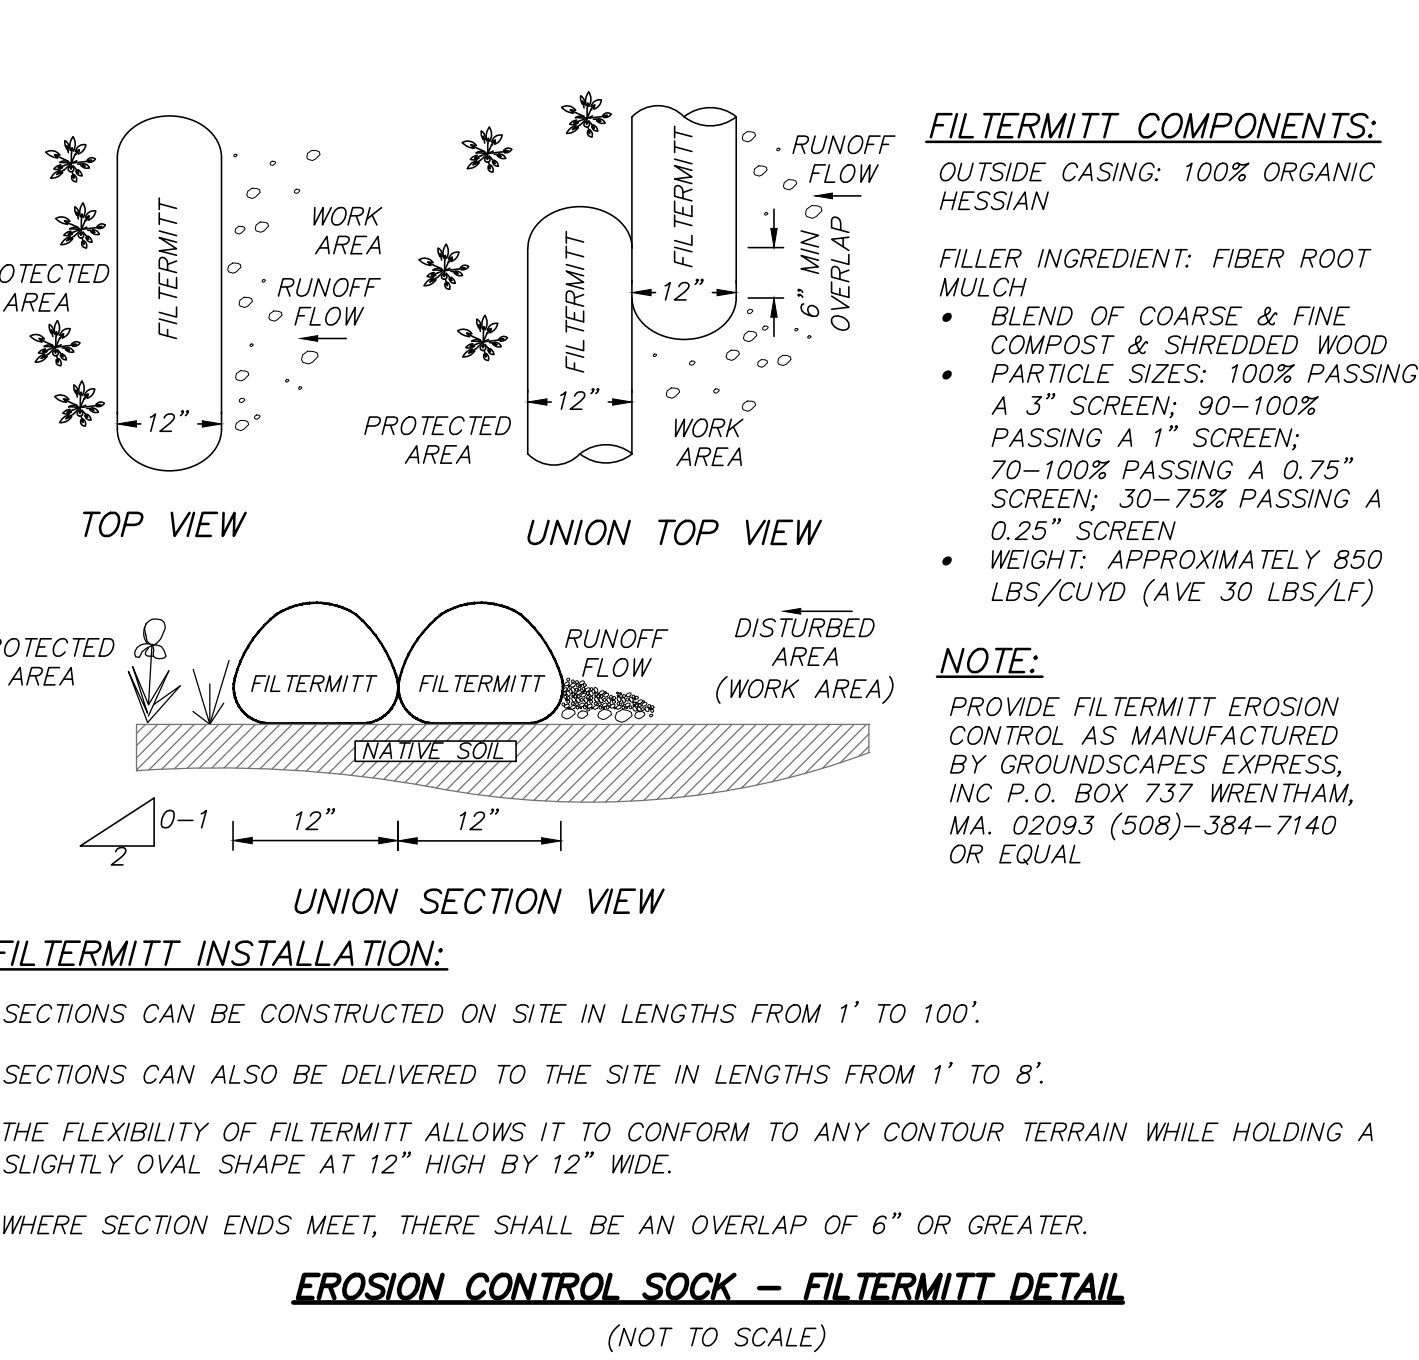 FILTERMITT
OTECTED
AREA
WORK
AREA
RUNOFF
FLOW
12”
TOP VIEW
FILTERMITT
FILTERMITT
RUNOFF
FLOW
6” MIN
OVERLAP
12”
12”
PROTECTED
AREA
WORK
AREA
UNION TOP VIEW
OTECTED
AREA
FILTERMITT
FILTERMITT
RUNOFF
FLOW
DISTURBED
AREA
(WORK AREA)
NATIVE SOIL
0-1
2
12”
12”
UNION SECTION VIEW
FILTERMITT COMPONENTS:
OUTSIDE CASING: 100% ORGANIC
HESSIAN
FILLER INGREDIENT: FIBER ROOT
MULCH
• BLEND OF COARSE & FINE
COMPOST & SHREDDED WOOD
• PARTICLE SIZES: 100% PASSING
A 3” SCREEN; 90-100%
PASSING A 1” SCREEN;
70-100% PASSING A 0.75”
SCREEN; 30-75% PASSING A
0.25” SCREEN
• WEIGHT: APPROXIMATELY 850
LBS/CUYD (AVE 30 LBS/LF)
NOTE:
PROVIDE FILTERMITT EROSION
CONTROL AS MANUFACTURED
BY GROUNDSCAPES EXPRESS,
INC P.O. BOX 737 WRENTHAM,
MA. 02093 (508)-384-7140
OR EQUAL
FILTERMITT INSTALLATION:
SECTIONS CAN BE CONSTRUCTED ON SITE IN LENGTHS FROM 1’ TO 100’.
SECTIONS CAN ALSO BE DELIVERED TO THE SITE IN LENGTHS FROM 1’ TO 8’.
THE FLEXIBILITY OF FILTERMITT ALLOWS IT TO CONFORM TO ANY CONTOUR TERRAIN WHILE HOLDING A
SLIGHTLY OVAL SHAPE AT 12” HIGH BY 12” WIDE.
WHERE SECTION ENDS MEET, THERE SHALL BE AN OVERLAP OF 6” OR GREATER.
EROSION CONTROL SOCK – FILTERMITT DETAIL
(NOT TO SCALE)